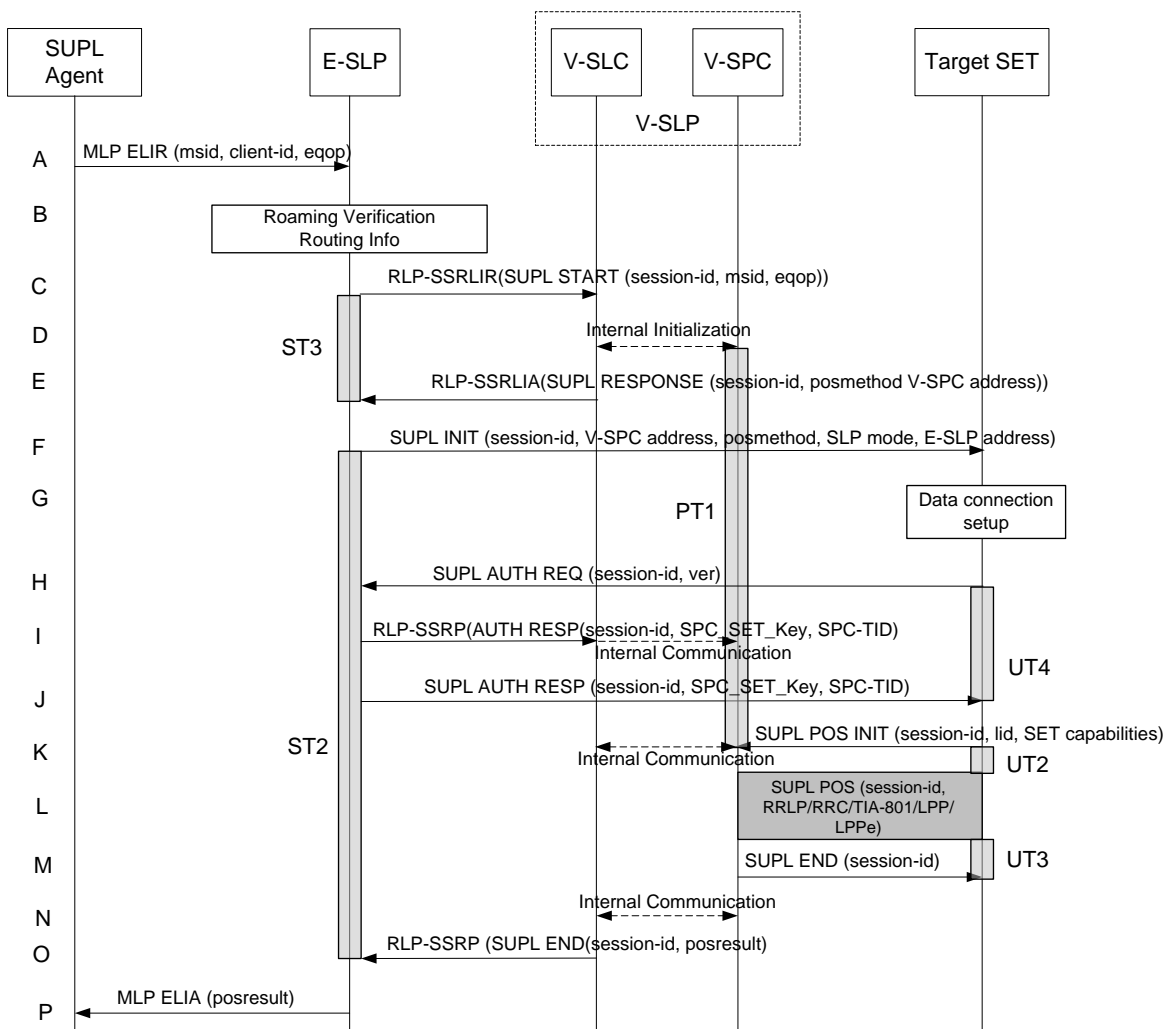 SUPL
Agent
E-SLP
V-SLC
V-SPC
Target SET
V-SLP
A
MLP ELIR (msid, client-id, eqop)
B
Roaming Verification
Routing Info
C
RLP-SSRLIR(SUPL START (session-id, msid, eqop))
D
ST3
Internal Initialization
E
RLP-SSRLIA(SUPL RESPONSE (session-id, posmethod V-SPC address))
F
SUPL INIT (session-id, V-SPC address, posmethod, SLP mode, E-SLP address)
G
PT1
Data connection
setup
H
SUPL AUTH REQ (session-id, ver)
I
RLP-SSRP(AUTH RESP(session-id, SPC_SET_Key, SPC-TID)
Internal Communication
UT4
J
SUPL AUTH RESP (session-id, SPC_SET_Key, SPC-TID)
K
ST2
SUPL POS INIT (session-id, lid, SET capabilities)
Internal Communication
UT2
L
SUPL POS (session-id,
RRLP/RRC/TIA-801/LPP/
LPPe)
M
SUPL END (session-id)
UT3
N
Internal Communication
O
RLP-SSRP (SUPL END(session-id, posresult)
P
MLP ELIA (posresult)